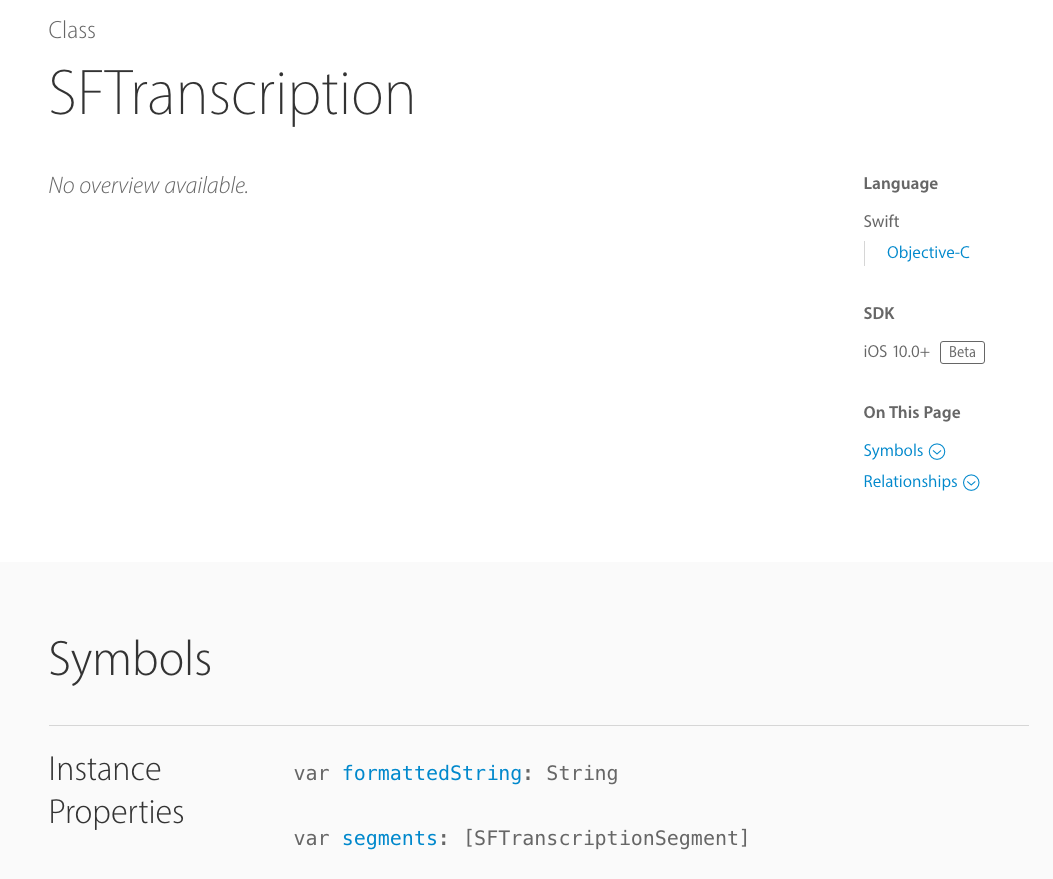 Class
SFTranscription
No overview available.
Language
Swift
Objective-C
SDK
iOS 10.0+ Beta
On This Page
Symbols
Relationships
Symbols
Instance
Properties
var formattedString: String
var segments: [SFTranscriptionSegment]